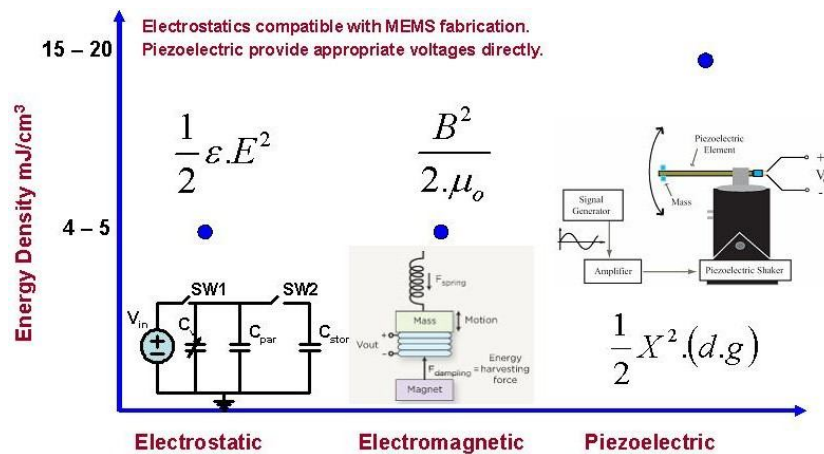 Electrostatics compatible with MEMS fabrication.
Piezoelectric provide appropriate voltages directly.
Energy Density mJ/cm³
15 – 20
4 – 5
1/2 ε.E²
B²/2.μₒ
Piezoelectric
Element
Mass
+
V
-
Signal
Generator
Amplifier
Piezoelectric Shaker
SW1
SW2
Vin
+
−
Cv
Cpar
Cstor
Fspring
Mass
Motion
Vout
+
-
Fdampling
Energy
= harvesting
force
Magnet
1/2 X².(d.g)
Electrostatic
Electromagnetic
Piezoelectric